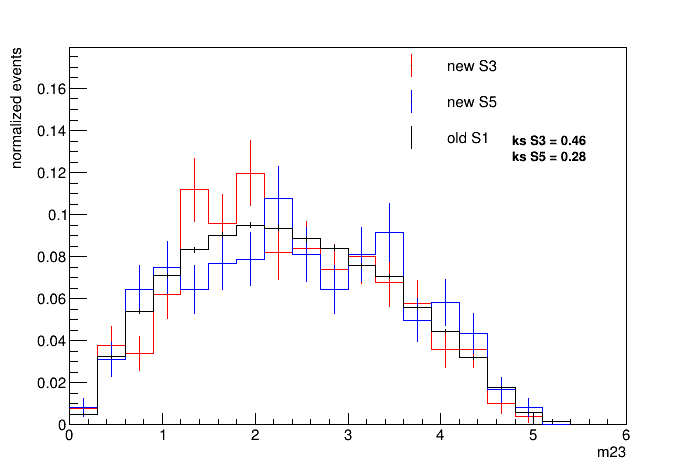 normalized events
0.16
0.14
0.12
0.1
0.08
0.06
0.04
0.02
0
0 1 2 3 4 5 6
m23
new S3
new S5
old S1
ks S3 = 0.46
ks S5 = 0.28